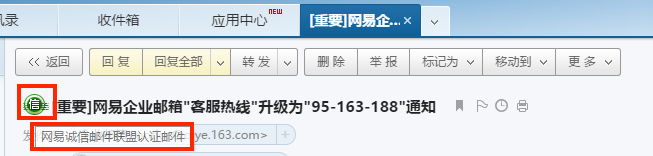 讯录 收件箱 应用中心 NEW [重要]网易企...
<< 返回 回 复 回复全部 转 发 删 除 举 报 标记为 移动到 更 多
信 [重要]网易企业邮箱"客服热线"升级为"95-163-188"通知
发 网易诚信邮件联盟认证邮件 ye.163.com> +